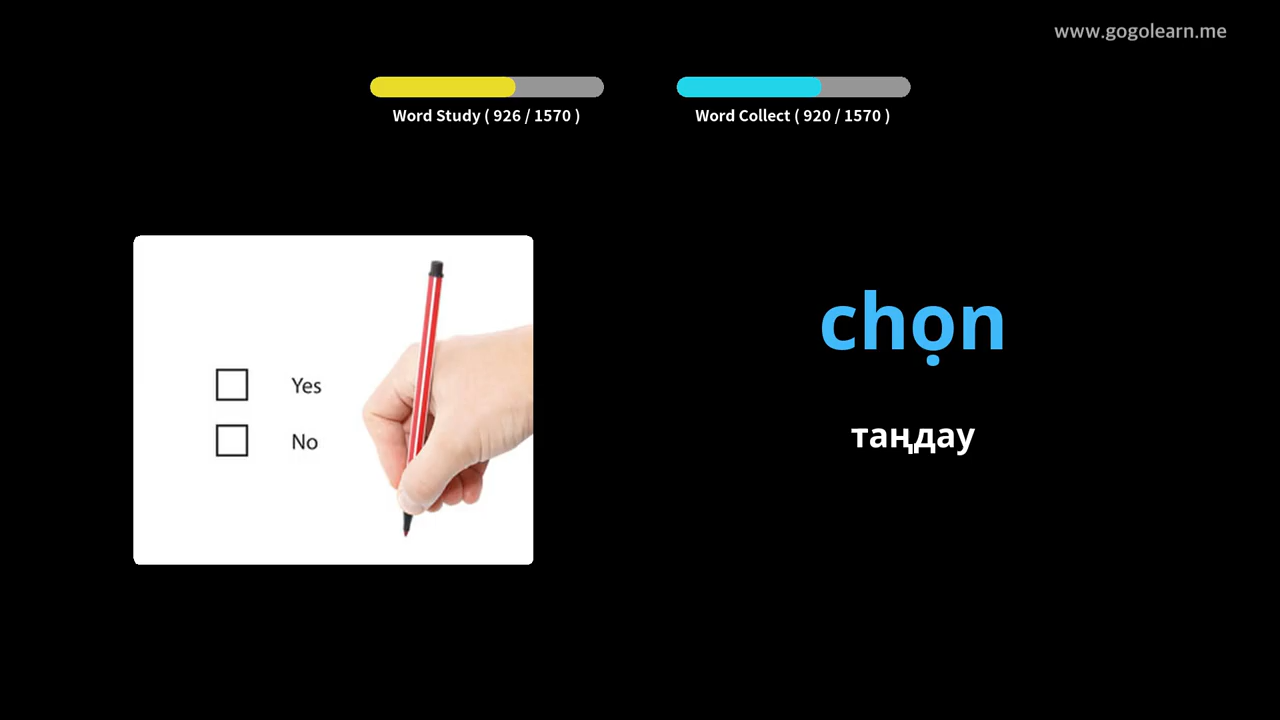 www.gogolearn.me
Word Study ( 926 / 1570 )
Word Collect ( 920 / 1570 )
Yes
No
chọn
таңдау